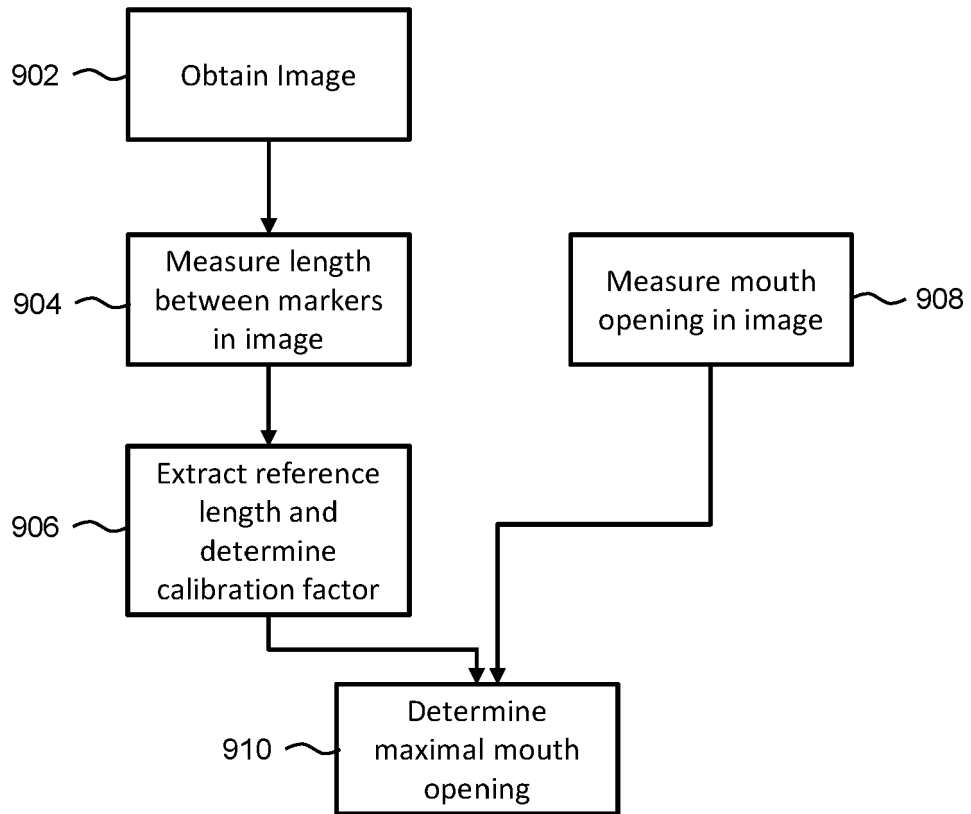 902
Obtain Image
904
Measure length
between markers
in image
Measure mouth
opening in image
908
906
Extract reference
length and
determine
calibration factor
910
Determine
maximal mouth
opening